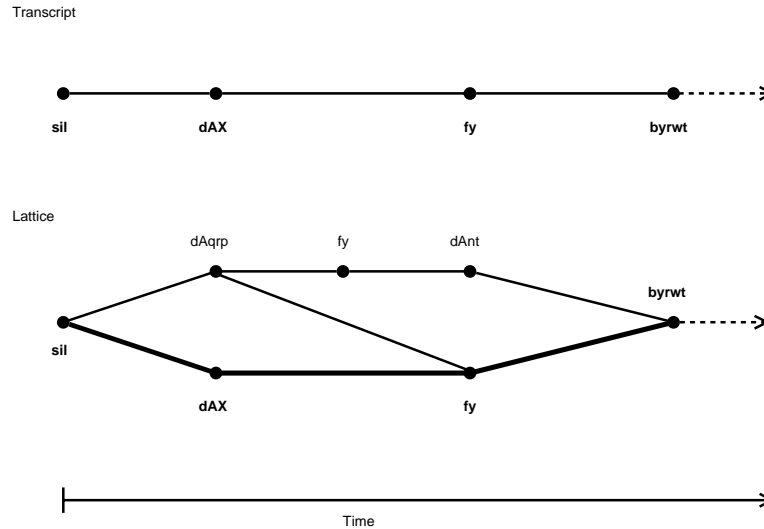 Transcript
sil dAX fy byrwt
Lattice
dAqrp fy dAnt
byrwt
sil
dAX fy
Time